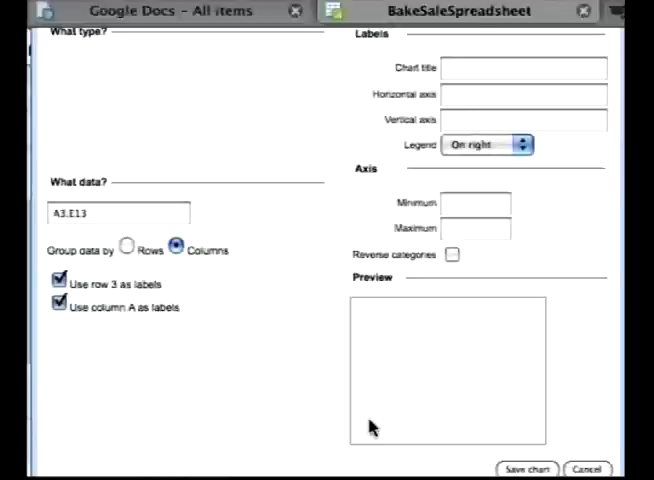 Google Docs - All items
BakeSaleSpreadsheet
What type?
Labels
Chart title
Horizontal axis
Vertical axis
Legend On right
Axis
What data?
Minimum
A3:E13
Maximum
Group data by Rows Columns
Reverse categories
Preview
Use row 3 as labels
Use column A as labels
Save chart Cancel